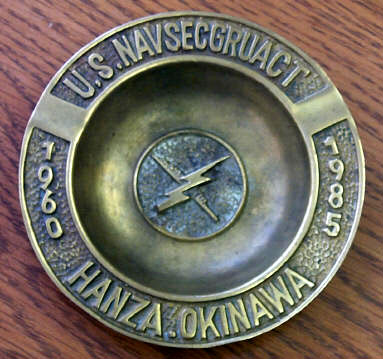 U.S. NAVSECGRUACT
1960
1985
HANZA. OKINAWA